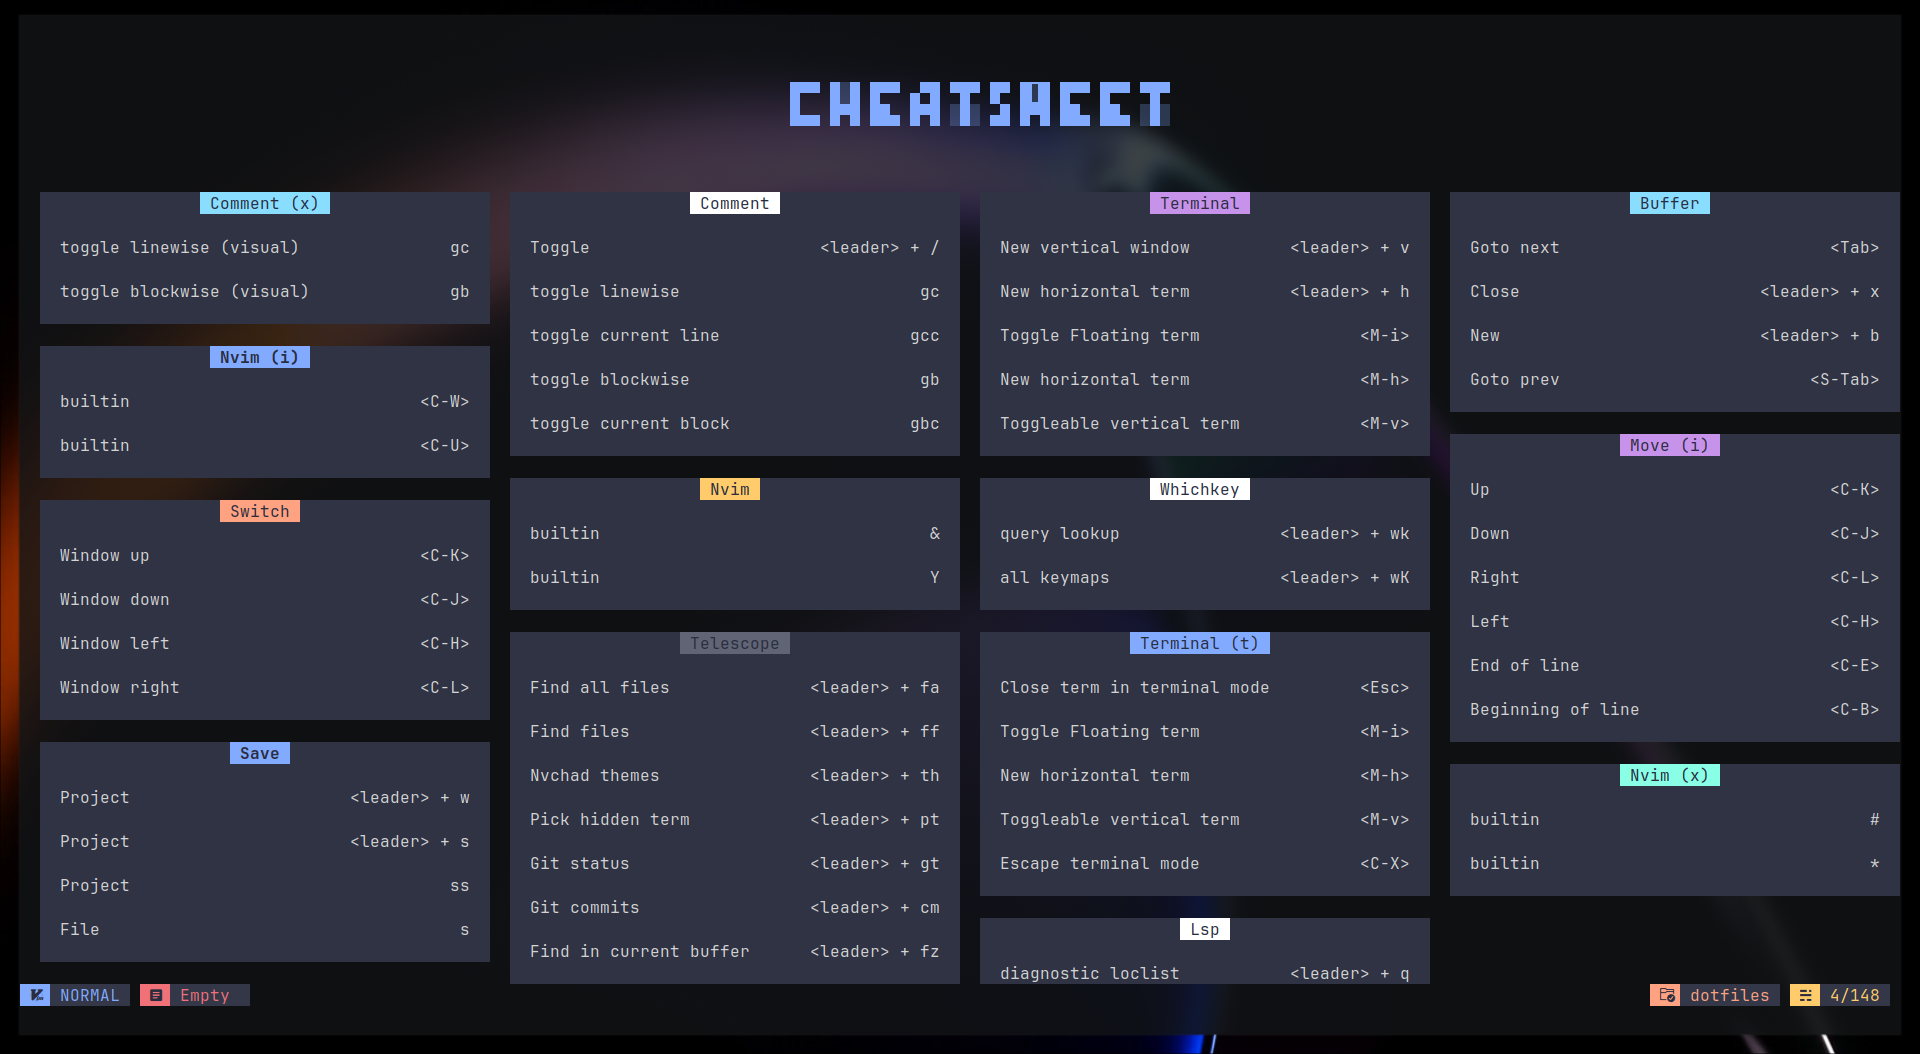 CHEATSHEET
Comment (x)
toggle linewise (visual) gc
toggle blockwise (visual) gb
Nvim (i)
builtin <C-W>
builtin <C-U>
Switch
Window up <C-K>
Window down <C-J>
Window left <C-H>
Window right <C-L>
Save
Project <leader> + w
Project <leader> + s
Project ss
File s
Comment
Toggle <leader> + /
toggle linewise gc
toggle current line gcc
toggle blockwise gb
toggle current block gbc
Nvim
builtin &
builtin Y
Telescope
Find all files <leader> + fa
Find files <leader> + ff
Nvchad themes <leader> + th
Pick hidden term <leader> + pt
Git status <leader> + gt
Git commits <leader> + cm
Find in current buffer <leader> + fz
Terminal
New vertical window <leader> + v
New horizontal term <leader> + h
Toggle Floating term <M-i>
New horizontal term <M-h>
Toggleable vertical term <M-v>
Whichkey
query lookup <leader> + wk
all keymaps <leader> + wK
Terminal (t)
Close term in terminal mode <Esc>
Toggle Floating term <M-i>
New horizontal term <M-h>
Toggleable vertical term <M-v>
Escape terminal mode <C-X>
Lsp
diagnostic loclist <leader> + q
Buffer
Goto next <Tab>
Close <leader> + x
New <leader> + b
Goto prev <S-Tab>
Move (i)
Up <C-K>
Down <C-J>
Right <C-L>
Left <C-H>
End of line <C-E>
Beginning of line <C-B>
Nvim (x)
builtin #
builtin *
NORMAL Empty dotfiles 4/148